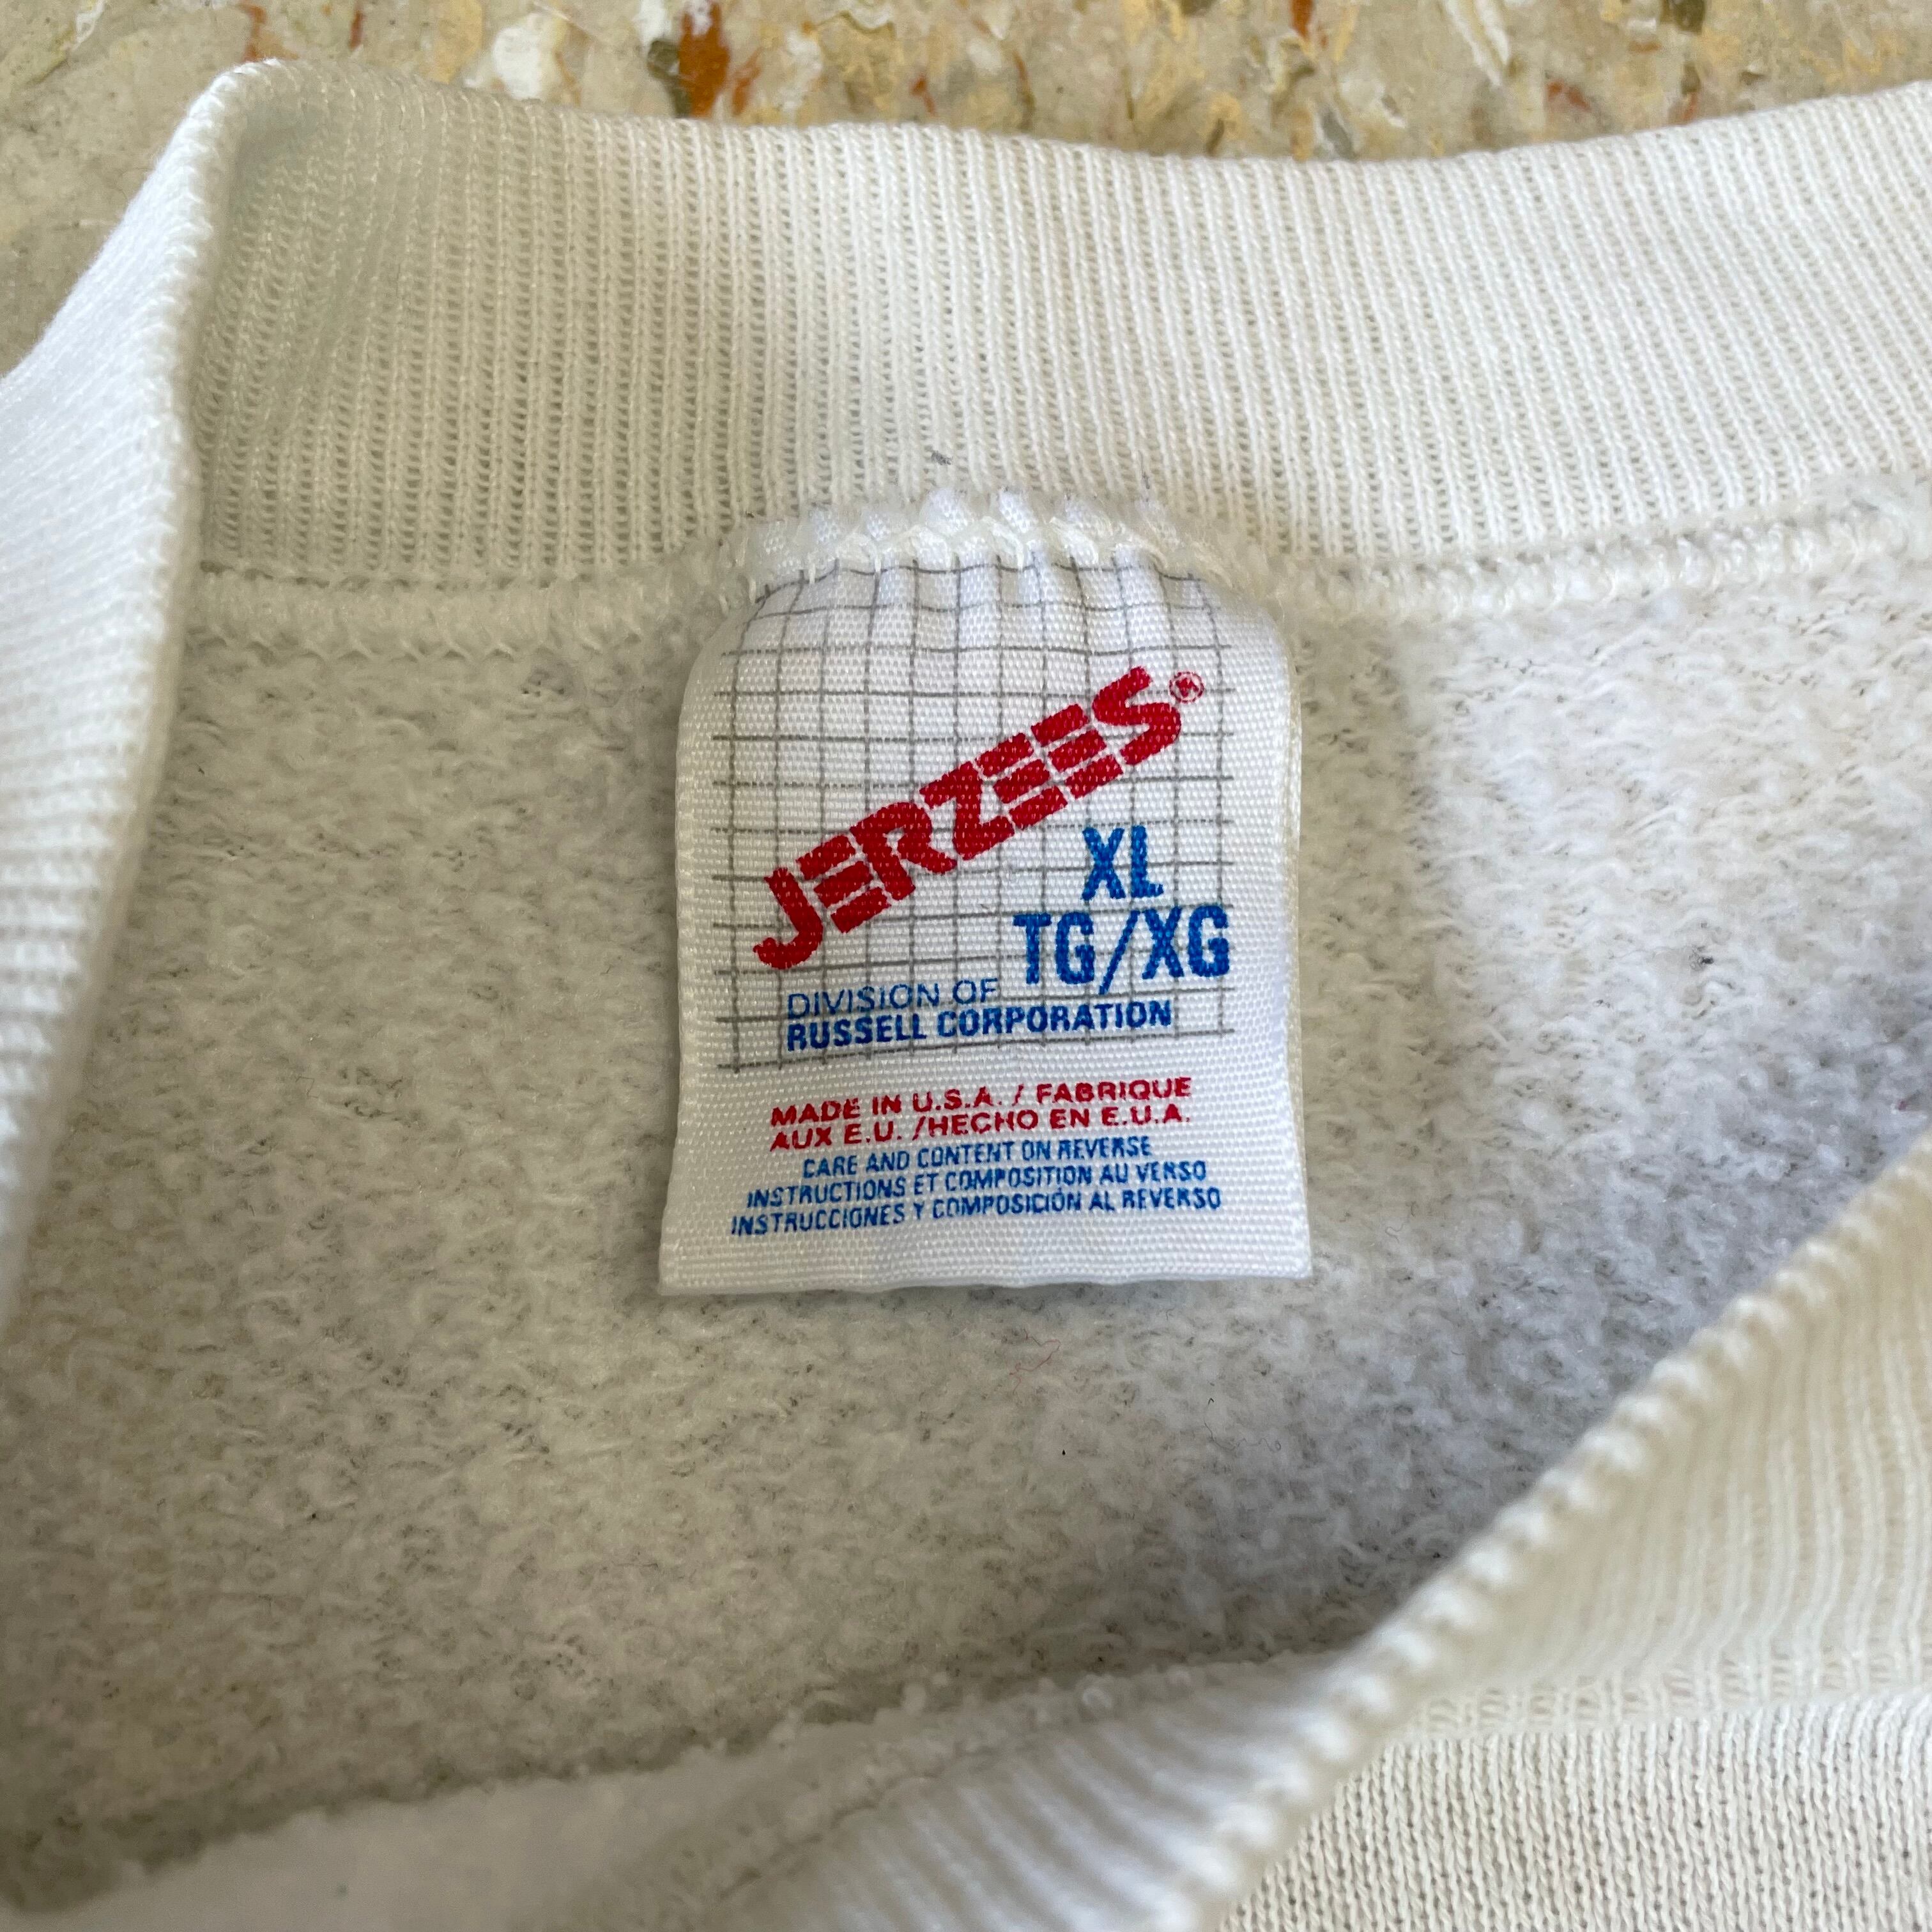 JERZEES®
XL
TG/XG
DIVISION OF
RUSSELL CORPORATION
MADE IN U.S.A. / FABRIQUE
AUX E.U. /HECHO EN E.U.A.
CARE AND CONTENT ON REVERSE
INSTRUCTIONS ET COMPOSITION AU VERSO
INSTRUCCIONES Y COMPOSICIÓN AL REVERSO